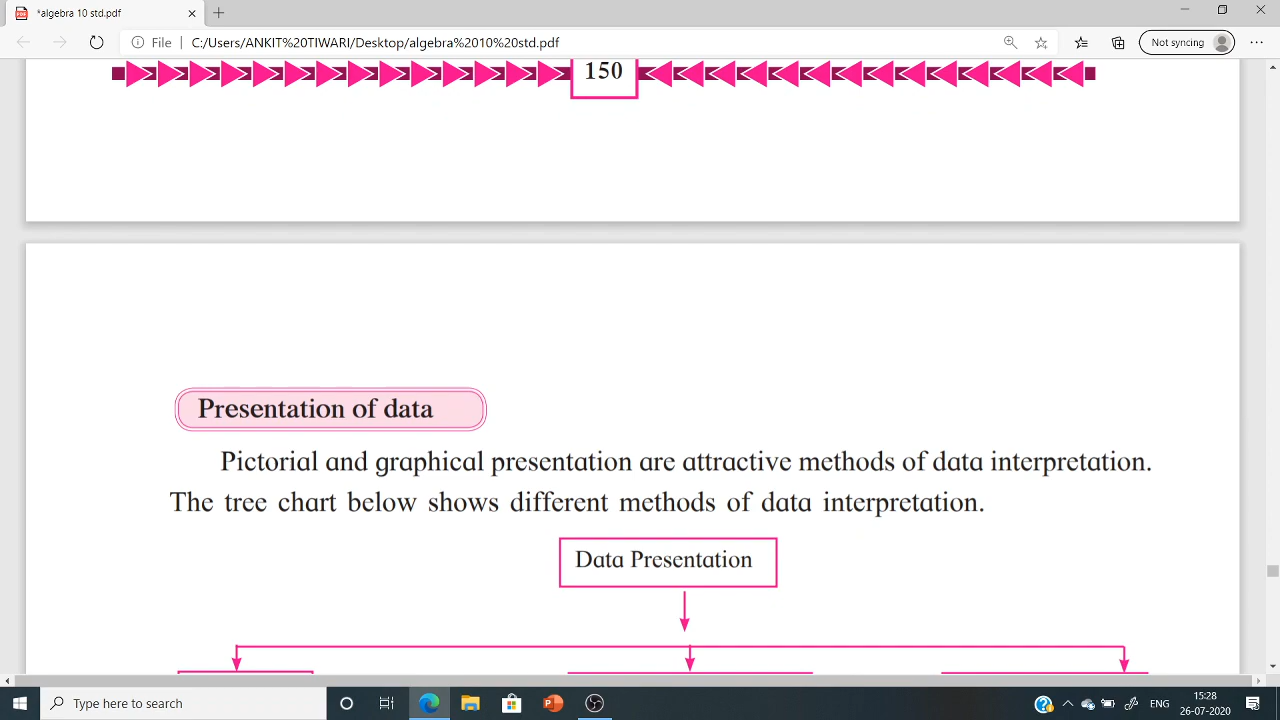 *algebra 10 std.pdf
File
C:/Users/ANKIT%20TIWARI/Desktop/algebra%2010%20std.pdf
Not syncing
150
Presentation of data
Pictorial and graphical presentation are attractive methods of data interpretation.
The tree chart below shows different methods of data interpretation.
Data Presentation
Type here to search
ENG
15:28
26-07-2020